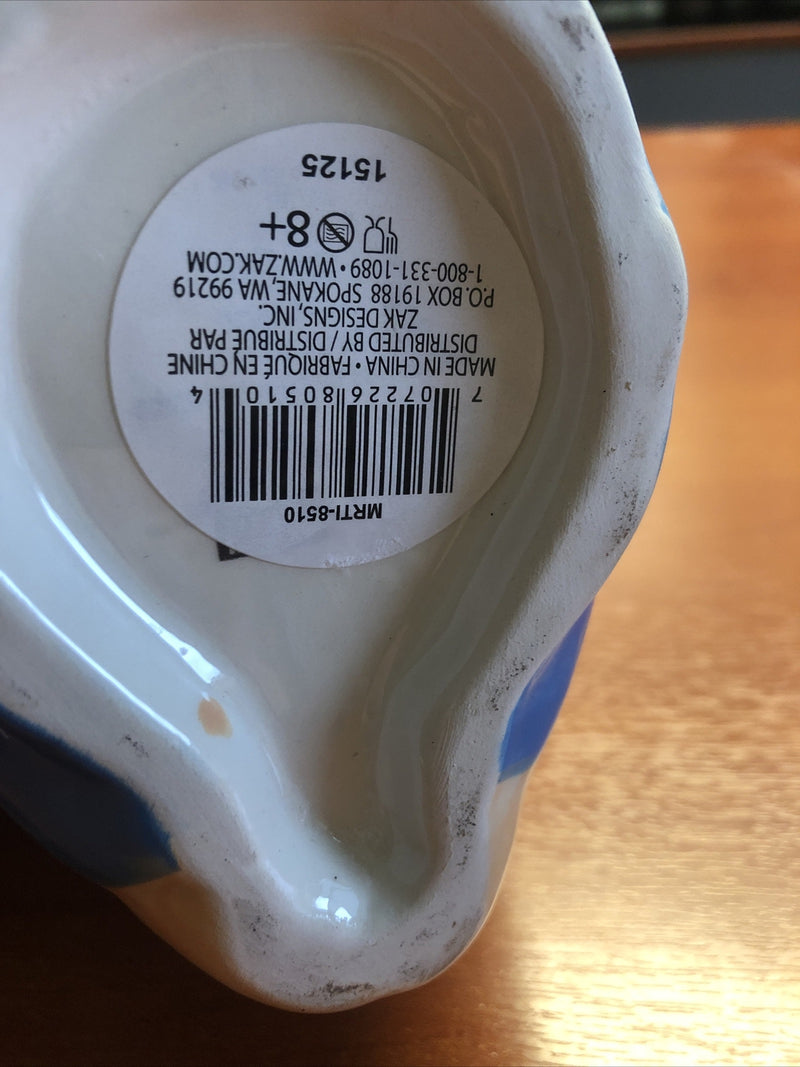 MRTI-8510
7 07226 80510 4
MADE IN CHINA • FABRIQUÉ EN CHINE
DISTRIBUTED BY / DISTRIBUÉ PAR
ZAK DESIGNS, INC.
P.O. BOX 19188 SPOKANE, WA 99219
1-800-331-1089 • WWW.ZAK.COM
8+
15125